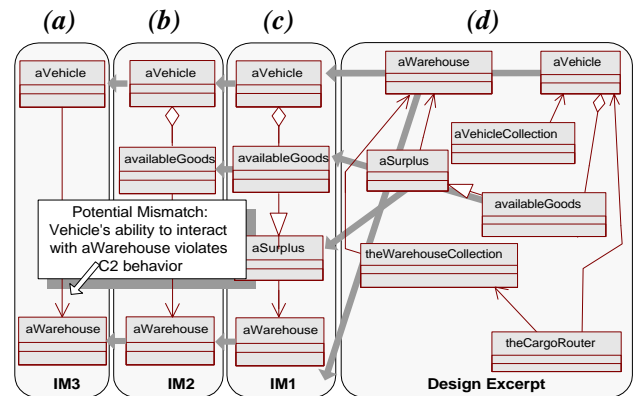 (a) (b) (c) (d)
aVehicle
aVehicle
aVehicle
aWarehouse
aVehicle
aVehicleCollection
availableGoods
availableGoods
aSurplus
availableGoods
Potential Mismatch:
Vehicle's ability to interact
with aWarehouse violates
C2 behavior
aSurplus
theWarehouseCollection
aWarehouse
aWarehouse
aWarehouse
theCargoRouter
IM3
IM2
IM1
Design Excerpt